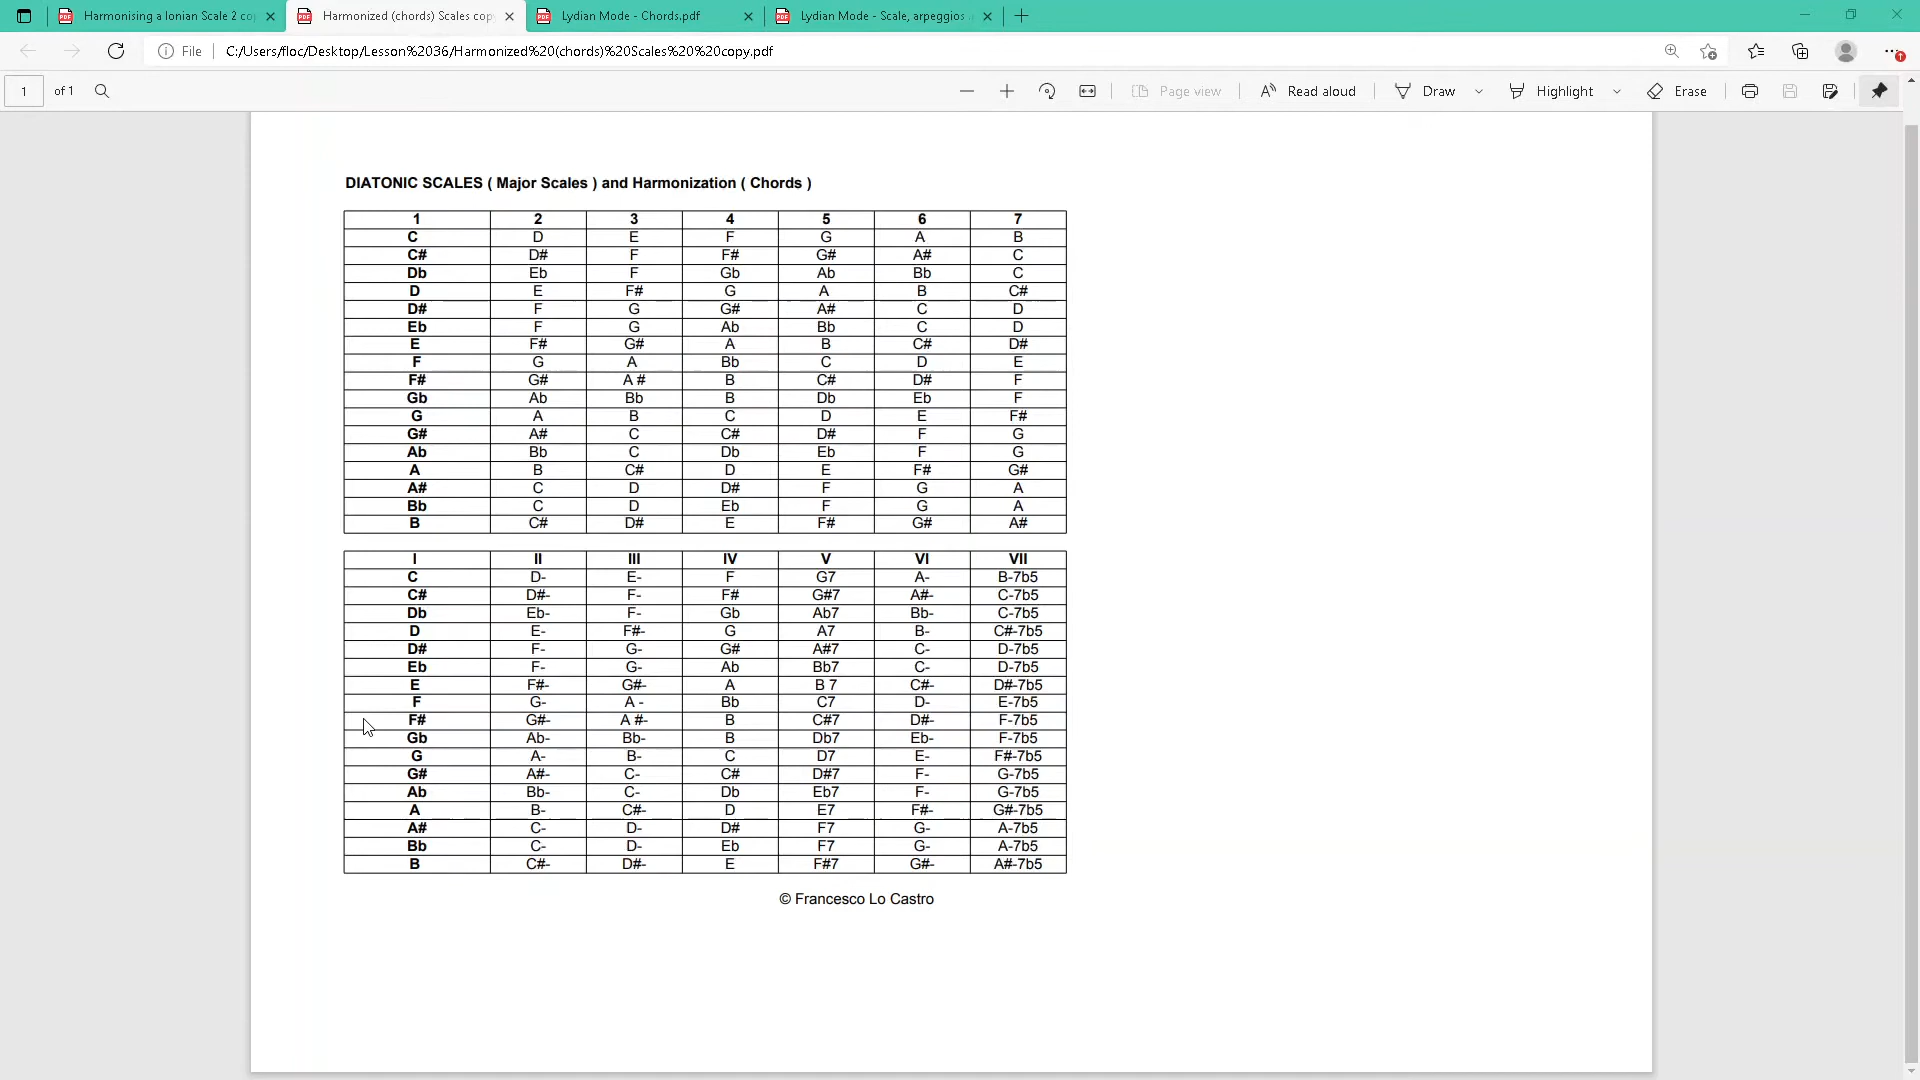 Harmonising a Ionian Scale 2 co
Harmonized (chords) Scales cop
Lydian Mode - Chords.pdf
Lydian Mode - Scale, arpeggios
File C:/Users/floc/Desktop/Lesson%2036/Harmonized%20(chords)%20Scales%20%20copy.pdf
1 of 1 Page view Read aloud Draw Highlight Erase
DIATONIC SCALES ( Major Scales ) and Harmonization ( Chords )
1 2 3 4 5 6 7
C D E F G A B
C# D# F F# G# A# C
Db Eb F Gb Ab Bb C
D E F# G A B C#
D# F G G# A# C D
Eb F G Ab Bb C D
E F# G# A B C# D#
F G A Bb C D E
F# G# A # B C# D# F
Gb Ab Bb B Db Eb F
G A B C D E F#
G# A# C C# D# F G
Ab Bb C Db Eb F G
A B C# D E F# G#
A# C D D# F G A
Bb C D Eb F G A
B C# D# E F# G# A#
I II III IV V VI VII
C D- E- F G7 A- B-7b5
C# D#- F- F# G#7 A#- C-7b5
Db Eb- F- Gb Ab7 Bb- C-7b5
D E- F#- G A7 B- C#-7b5
D# F- G- G# A#7 C- D-7b5
Eb F- G- Ab Bb7 C- D-7b5
E F#- G#- A B 7 C#- D#-7b5
F G- A - Bb C7 D- E-7b5
F# G#- A #- B C#7 D#- F-7b5
Gb Ab- Bb- B Db7 Eb- F-7b5
G A- B- C D7 E- F#-7b5
G# A#- C- C# D#7 F- G-7b5
Ab Bb- C- Db Eb7 F- G-7b5
A B- C#- D E7 F#- G#-7b5
A# C- D- D# F7 G- A-7b5
Bb C- D- Eb F7 G- A-7b5
B C#- D#- E F#7 G#- A#-7b5
© Francesco Lo Castro